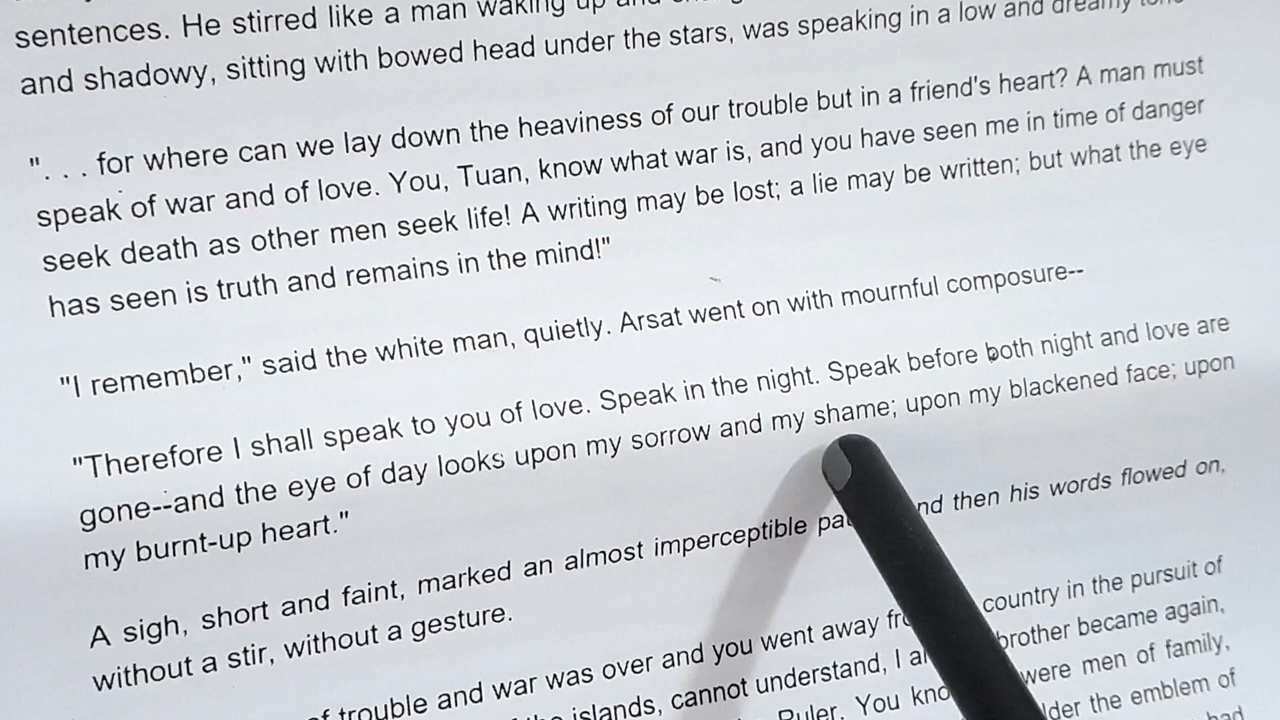 sentences. He stirred like a man waking up and
and shadowy, sitting with bowed head under the stars, was speaking in a low and dreamy tone
". . . for where can we lay down the heaviness of our trouble but in a friend's heart? A man must
speak of war and of love. You, Tuan, know what war is, and you have seen me in time of danger
seek death as other men seek life! A writing may be lost; a lie may be written; but what the eye
has seen is truth and remains in the mind!"
"I remember," said the white man, quietly. Arsat went on with mournful composure--
"Therefore I shall speak to you of love. Speak in the night. Speak before both night and love are
gone--and the eye of day looks upon my sorrow and my shame; upon my blackened face; upon
my burnt-up heart."
A sigh, short and faint, marked an almost imperceptible nd then his words flowed on,
without a stir, without a gesture.
of trouble and war was over and you went away country in the pursuit of
islands, cannot understand, I brother became again,
Ruler. You were men of family,
the emblem of
had